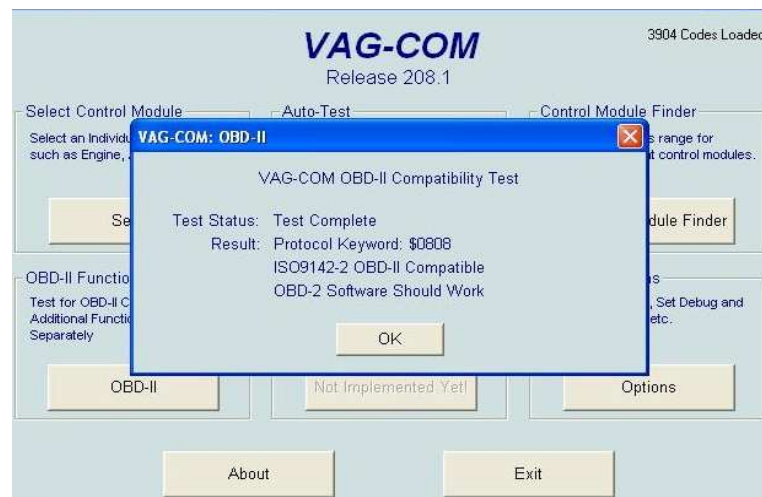 VAG-COM
Release 208.1
3904 Codes Loaded
Select Control Module
Auto-Test
Control Module Finder
Select an Individu
such as Engine,
s range for
t control modules.
VAG-COM: OBD-II
VAG-COM OBD-II Compatibility Test
Test Status: Test Complete
Result: Protocol Keyword: $0808
ISO9142-2 OBD-II Compatible
OBD-2 Software Should Work
OK
Se
dule Finder
OBD-II Functio
ns
Test for OBD-II C
Additional Functio
Separately
, Set Debug and
etc.
OBD-II
Not Implemented Yet!
Options
About
Exit